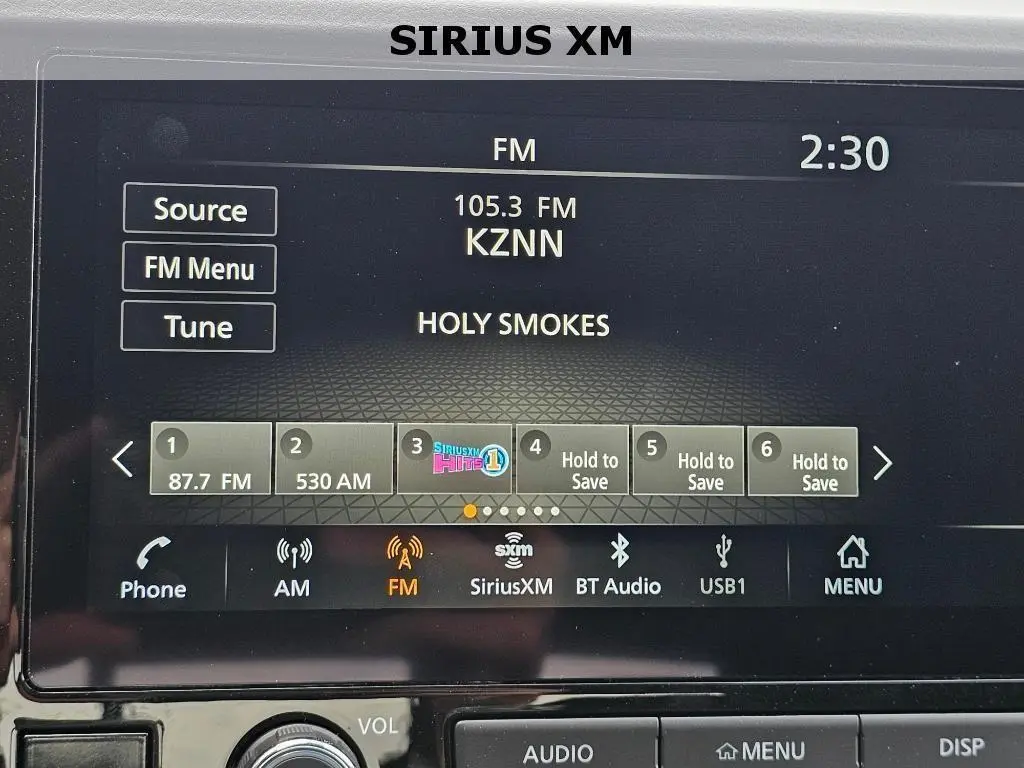 SIRIUS XM
FM
2:30
Source
105.3 FM
KZNN
FM Menu
Tune
HOLY SMOKES
1
87.7 FM
2
530 AM
3
SIRIUSXM
HITS 1
4
Hold to
Save
5
Hold to
Save
6
Hold to
Save
Phone
AM
FM
sxm
SiriusXM
BT Audio
USB1
MENU
VOL
AUDIO
MENU
DISP